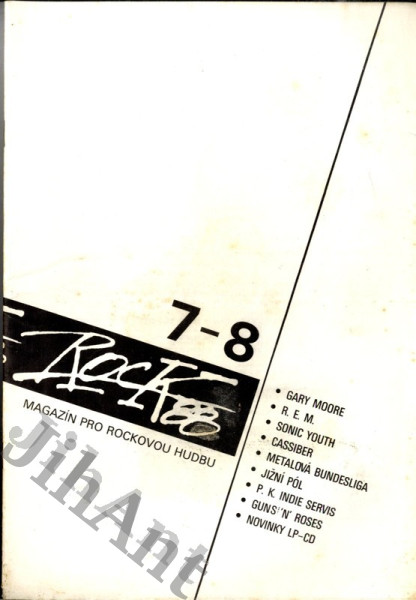 7-8
ROCK 88
MAGAZÍN PRO ROCKOVOU HUDBU
• GARY MOORE
• R. E. M.
• SONIC YOUTH
• CASSIBER
• METALOVÁ BUNDESLIGA
• JIŽNÍ PÓL
• P. K. INDIE SERVIS
• GUNS"N' ROSES
• NOVINKY LP-CD
JihAnt